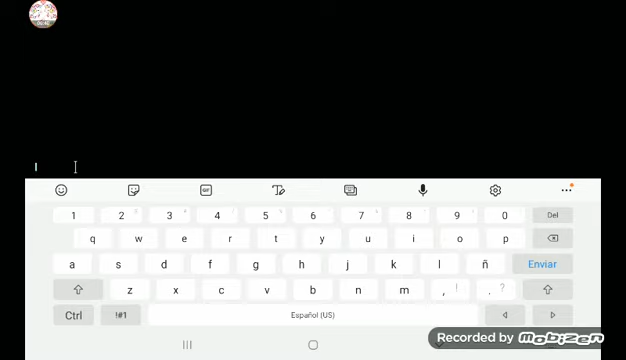 GIF
1 2 3 4 5 6 7 8 9 0 Del
q w e r t y u i o p
a s d f g h j k l ñ Enviar
z x c v b n m , ! . ?
Ctrl !#1 Español (US)
Recorded by mobizen